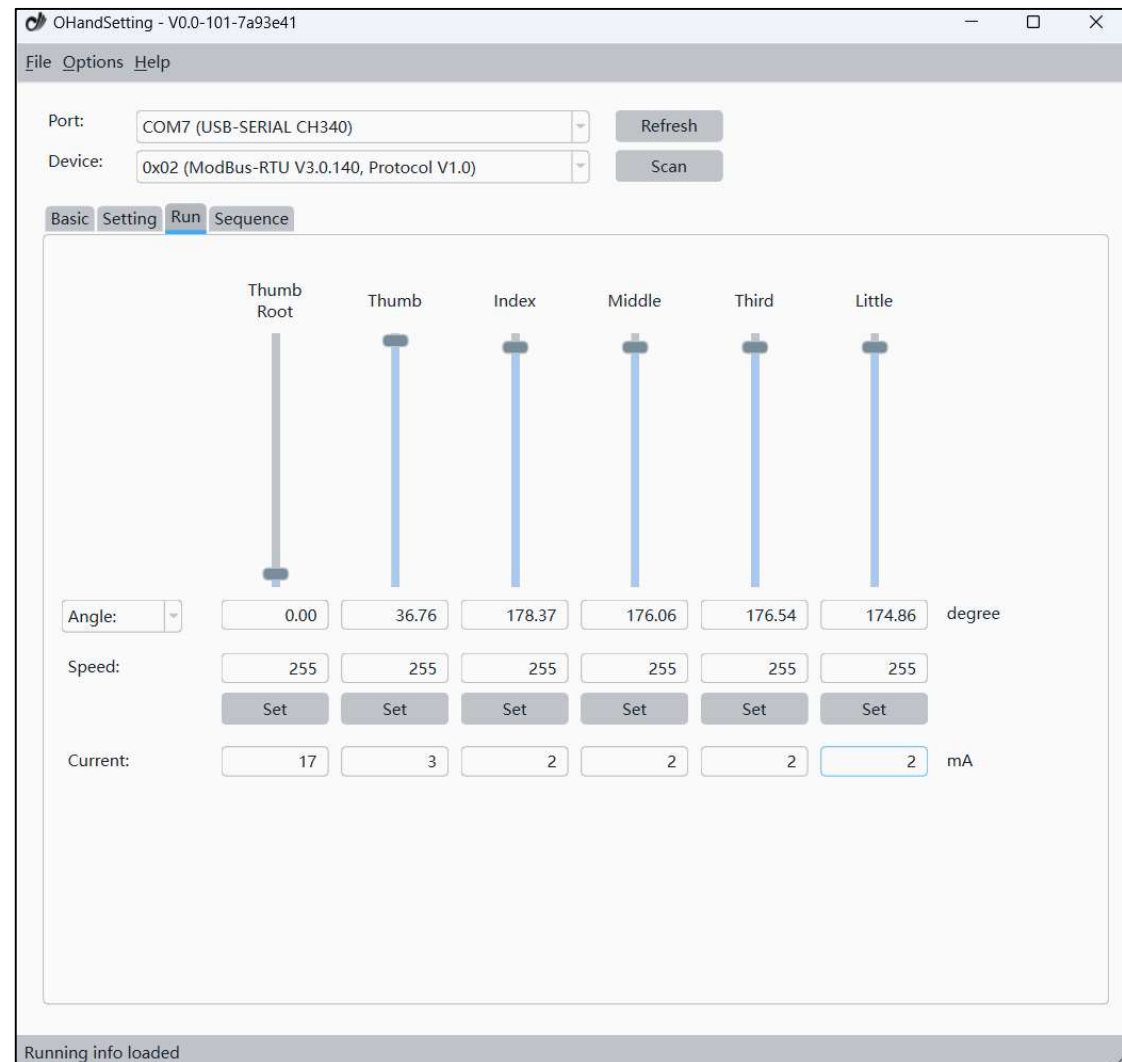 OHandSetting - V0.0-101-7a93e41
File Options Help
Port: COM7 (USB-SERIAL CH340) Refresh
Device: 0x02 (ModBus-RTU V3.0.140, Protocol V1.0) Scan
Basic Setting Run Sequence
Thumb Root Thumb Index Middle Third Little
Angle: 0.00 36.76 178.37 176.06 176.54 174.86 degree
Speed: 255 255 255 255 255 255
Set Set Set Set Set Set
Current: 17 3 2 2 2 2 mA
Running info loaded